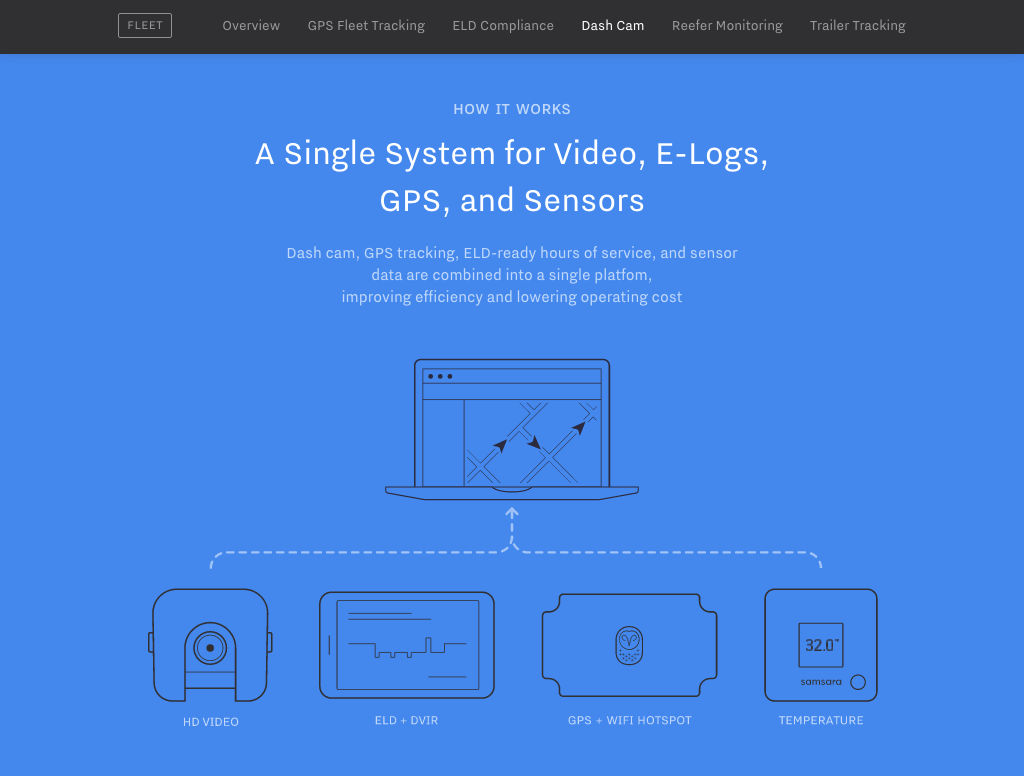 FLEET
Overview
GPS Fleet Tracking
ELD Compliance
Dash Cam
Reefer Monitoring
Trailer Tracking
HOW IT WORKS
A Single System for Video, E-Logs,
GPS, and Sensors
Dash cam, GPS tracking, ELD-ready hours of service, and sensor
data are combined into a single platfom,
improving efficiency and lowering operating cost
32.0°
samsara
HD VIDEO
ELD + DVIR
GPS + WIFI HOTSPOT
TEMPERATURE